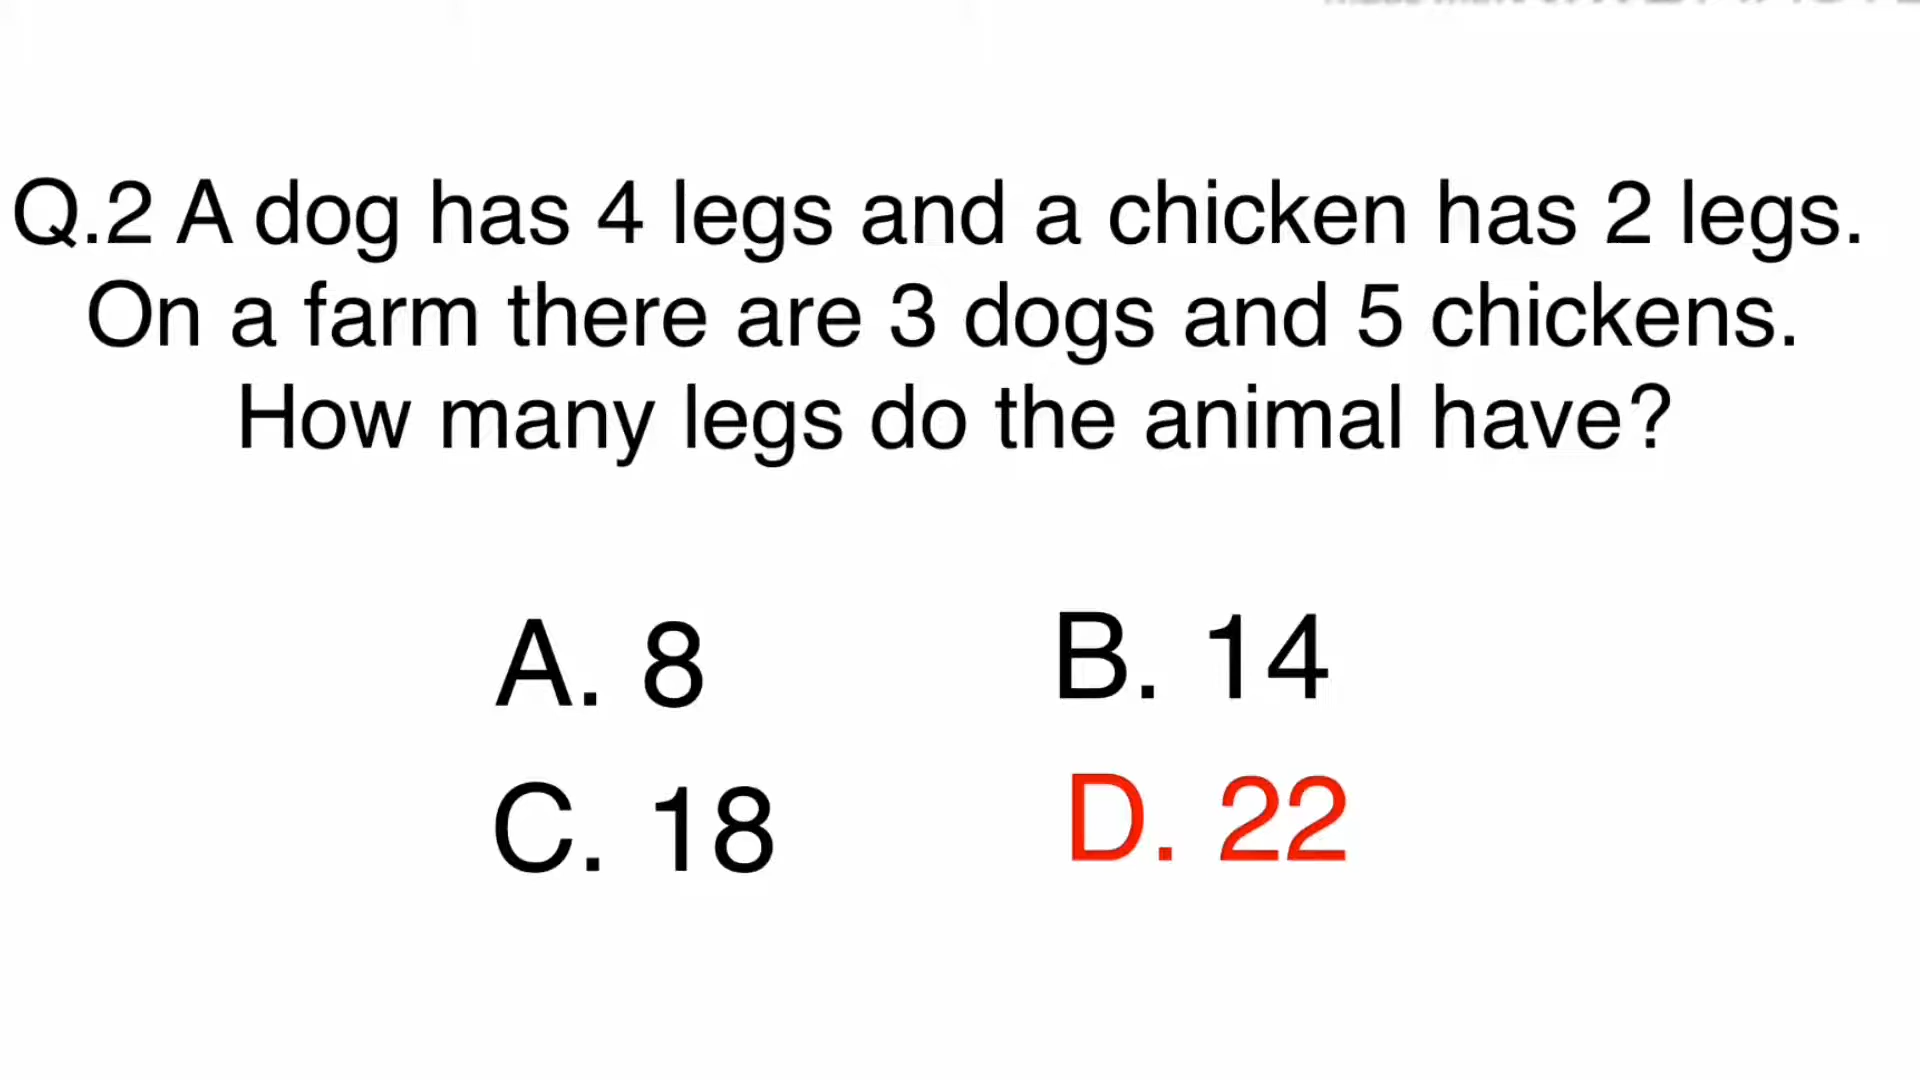 Q.2 A dog has 4 legs and a chicken has 2 legs.
On a farm there are 3 dogs and 5 chickens.
How many legs do the animal have?
A. 8
B. 14
C. 18
D. 22